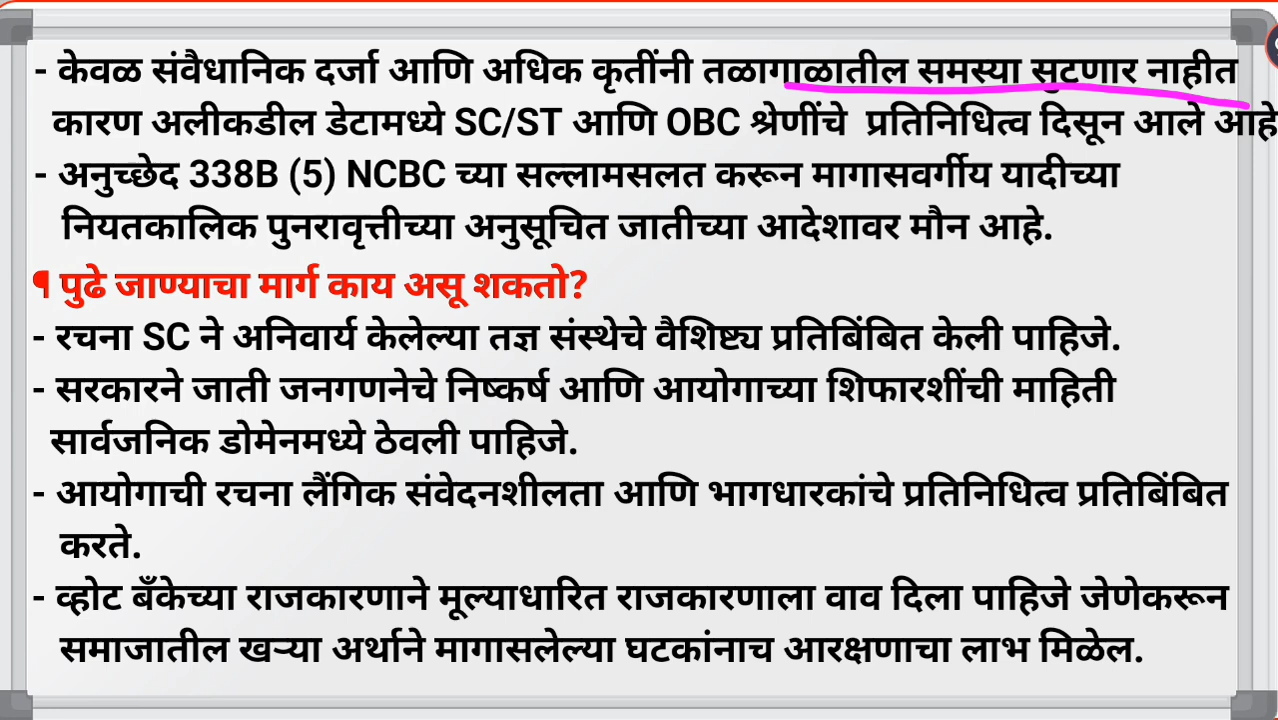 - केवळ संवैधानिक दर्जा आणि अधिक कृतींनी तळागाळातील समस्या सुटणार नाहीत
कारण अलीकडील डेटामध्ये SC/ST आणि OBC श्रेणींचे प्रतिनिधित्व दिसून आले आहे
- अनुच्छेद 338B (5) NCBC च्या सल्लामसलत करून मागासवर्गीय यादीच्या
नियतकालिक पुनरावृत्तीच्या अनुसूचित जातीच्या आदेशावर मौन आहे.
¶ पुढे जाण्याचा मार्ग काय असू शकतो?
- रचना SC ने अनिवार्य केलेल्या तज्ञ संस्थेचे वैशिष्ट्य प्रतिबिंबित केली पाहिजे.
- सरकारने जाती जनगणनेचे निष्कर्ष आणि आयोगाच्या शिफारशींची माहिती
सार्वजनिक डोमेनमध्ये ठेवली पाहिजे.
- आयोगाची रचना लैंगिक संवेदनशीलता आणि भागधारकांचे प्रतिनिधित्व प्रतिबिंबित
करते.
- व्होट बँकेच्या राजकारणाने मूल्याधारित राजकारणाला वाव दिला पाहिजे जेणेकरून
समाजातील खऱ्या अर्थाने मागासलेल्या घटकांनाच आरक्षणाचा लाभ मिळेल.